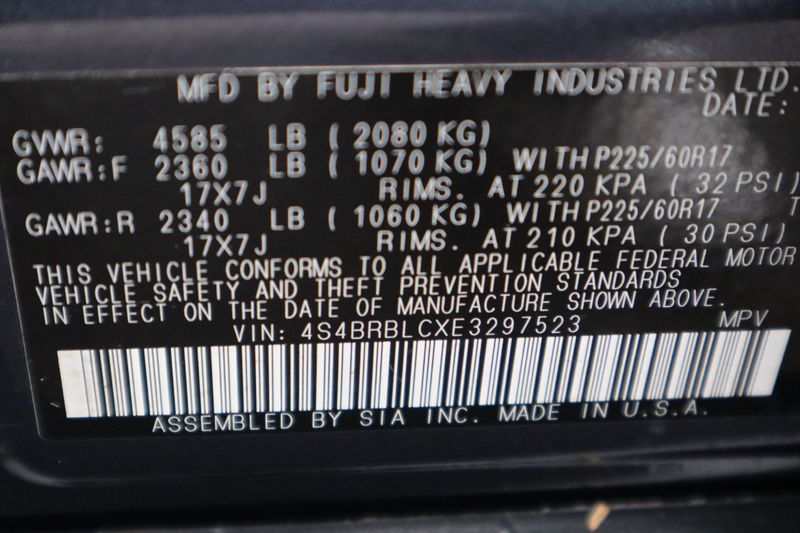 MFD BY FUJI HEAVY INDUSTRIES LTD.
DATE:
GVWR: 4585 LB ( 2080 KG)
GAWR:F 2360 LB ( 1070 KG) WITH P225/60R17
17X7J RIMS. AT 220 KPA ( 32 PSI)
GAWR:R 2340 LB ( 1060 KG) WITH P225/60R17 T
17X7J RIMS. AT 210 KPA ( 30 PSI)
THIS VEHICLE CONFORMS TO ALL APPLICABLE FEDERAL MOTOR
VEHICLE SAFETY AND THEFT PREVENTION STANDARDS
IN EFFECT ON THE DATE OF MANUFACTURE SHOWN ABOVE.
VIN: 4S4BRBLCXE3297523 MPV
ASSEMBLED BY SIA INC. MADE IN U.S.A.